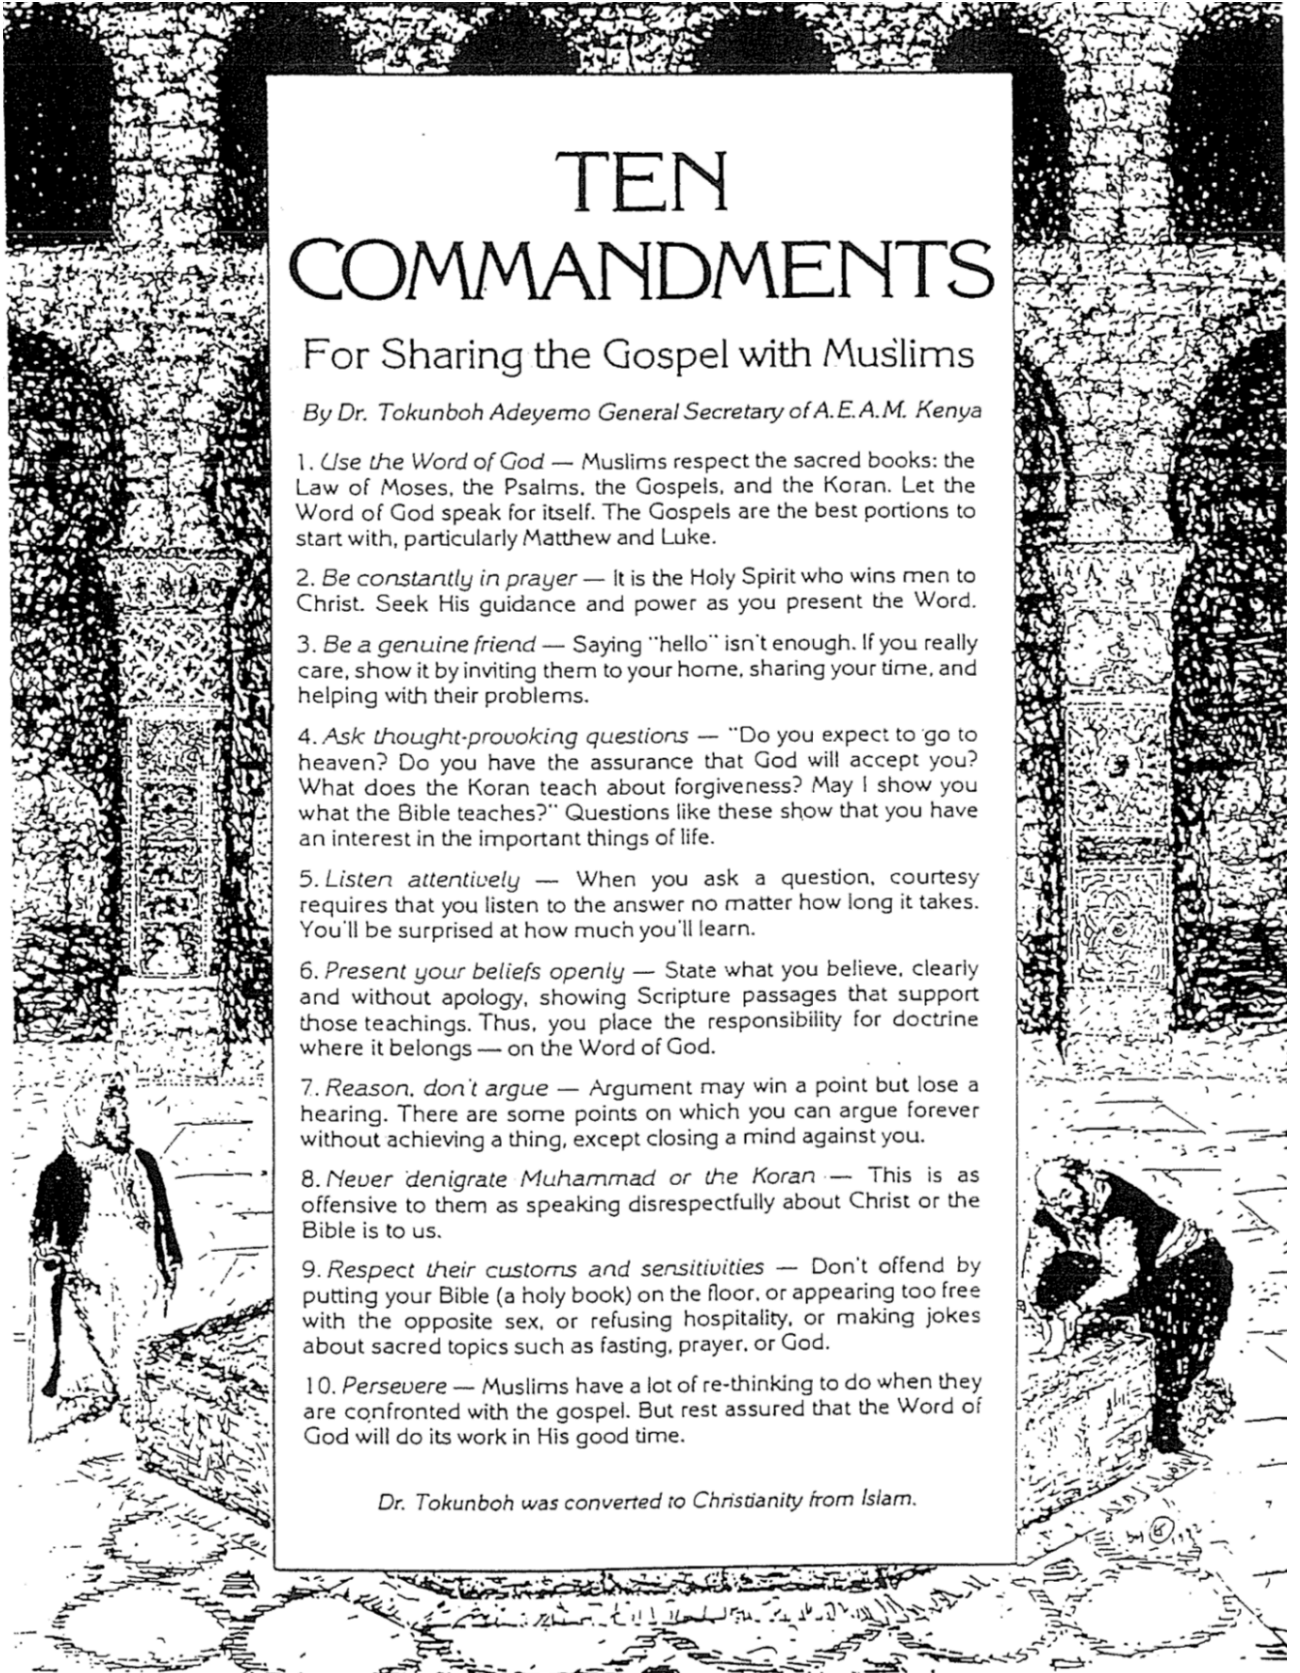 TEN
COMMANDMENTS
For Sharing the Gospel with Muslims
By Dr. Tokunboh Adeyemo General Secretary of A.E.A.M. Kenya
1. Use the Word of God — Muslims respect the sacred books: the
Law of Moses, the Psalms, the Gospels, and the Koran. Let the
Word of God speak for itself. The Gospels are the best portions to
start with, particularly Matthew and Luke.
2. Be constantly in prayer — It is the Holy Spirit who wins men to
Christ. Seek His guidance and power as you present the Word.
3. Be a genuine friend — Saying "hello" isn't enough. If you really
care, show it by inviting them to your home, sharing your time, and
helping with their problems.
4. Ask thought-provoking questions — "Do you expect to go to
heaven? Do you have the assurance that God will accept you?
What does the Koran teach about forgiveness? May I show you
what the Bible teaches?" Questions like these show that you have
an interest in the important things of life.
5. Listen attentively — When you ask a question, courtesy
requires that you listen to the answer no matter how long it takes.
You'll be surprised at how much you'll learn.
6. Present your beliefs openly — State what you believe, clearly
and without apology, showing Scripture passages that support
those teachings. Thus, you place the responsibility for doctrine
where it belongs — on the Word of God.
7. Reason, don't argue — Argument may win a point but lose a
hearing. There are some points on which you can argue forever
without achieving a thing, except closing a mind against you.
8. Never denigrate Muhammad or the Koran — This is as
offensive to them as speaking disrespectfully about Christ or the
Bible is to us.
9. Respect their customs and sensitivities — Don't offend by
putting your Bible (a holy book) on the floor, or appearing too free
with the opposite sex, or refusing hospitality, or making jokes
about sacred topics such as fasting, prayer, or God.
10. Persevere — Muslims have a lot of re-thinking to do when they
are confronted with the gospel. But rest assured that the Word of
God will do its work in His good time.
Dr. Tokunboh was converted to Christianity from Islam.
by